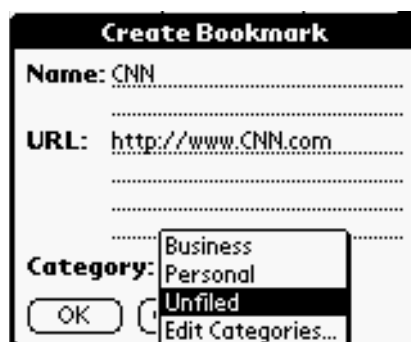 Create Bookmark
Name: CNN
URL: http://www.CNN.com
Business
Category: Personal
Unfiled
OK
Edit Categories...